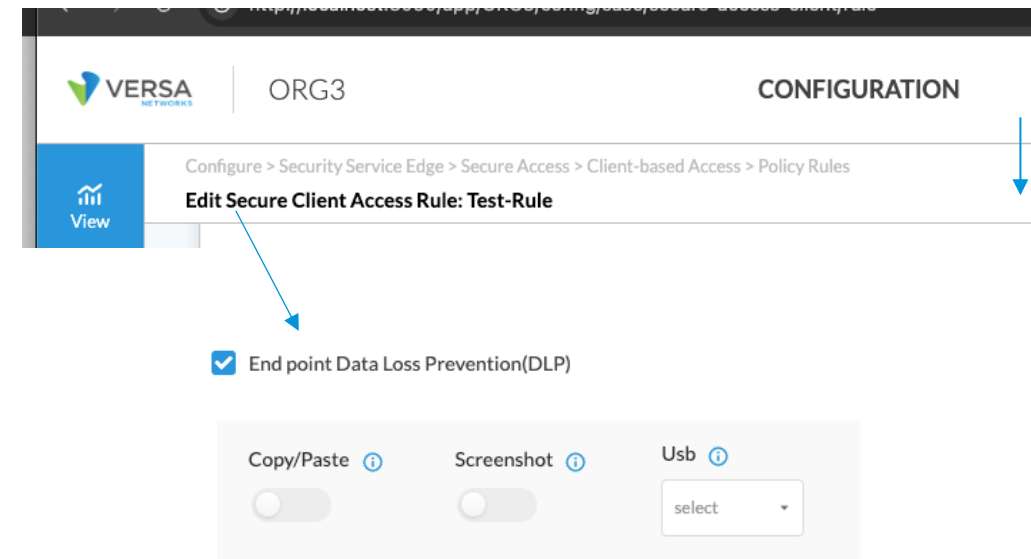 VERSA
NETWORKS
ORG3
CONFIGURATION
Configure > Security Service Edge > Secure Access > Client-based Access > Policy Rules
View
Edit Secure Client Access Rule: Test-Rule
End point Data Loss Prevention(DLP)
Copy/Paste
Screenshot
Usb
select